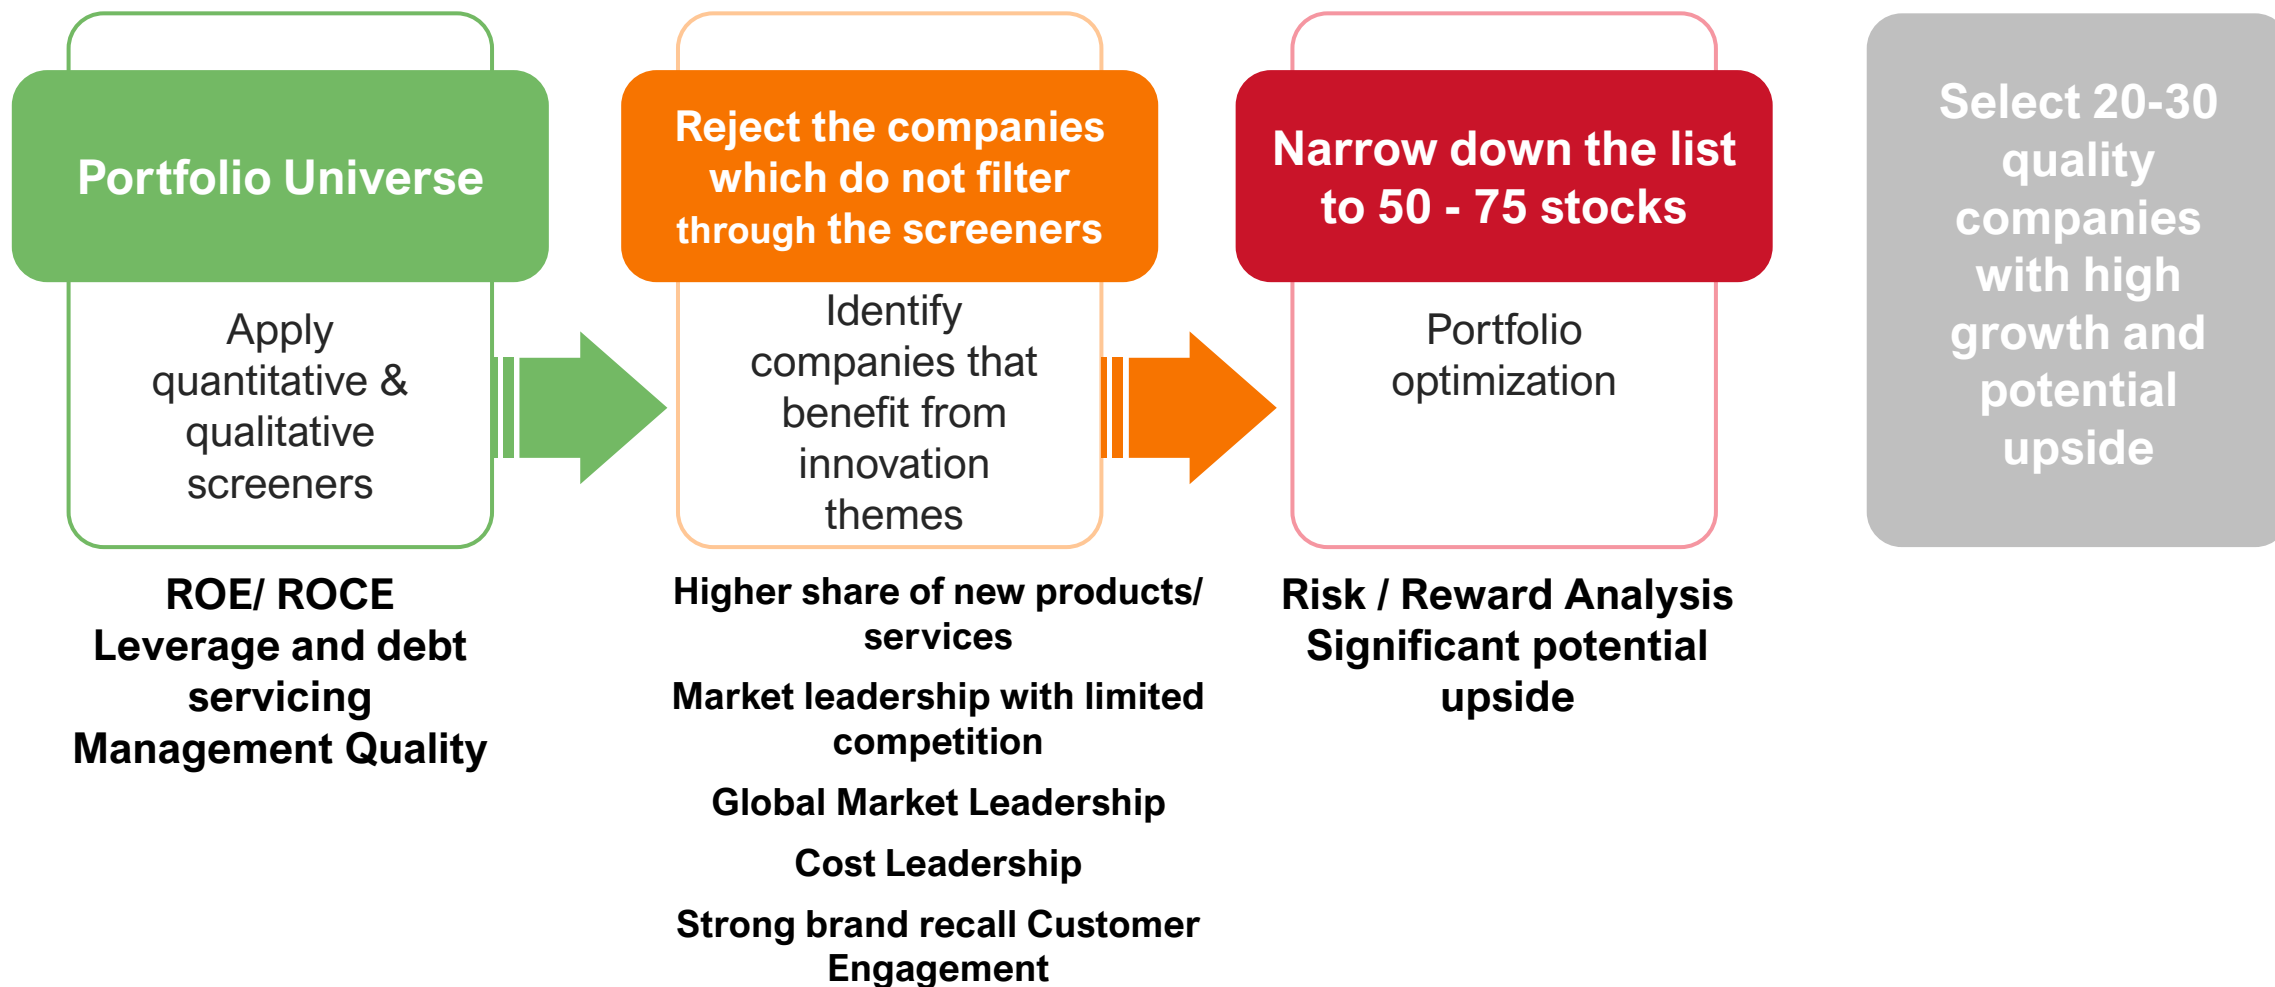 Portfolio Universe
Apply
quantitative &
qualitative
screeners
ROE/ ROCE
Leverage and debt
servicing
Management Quality
Reject the companies
which do not filter
through the screeners
Identify
companies that
benefit from
innovation
themes
Higher share of new products/
services
Market leadership with limited
competition
Global Market Leadership
Cost Leadership
Strong brand recall Customer
Engagement
Narrow down the list
to 50 - 75 stocks
Portfolio
optimization
Risk / Reward Analysis
Significant potential
upside
Select 20-30
quality
companies
with high
growth and
potential
upside